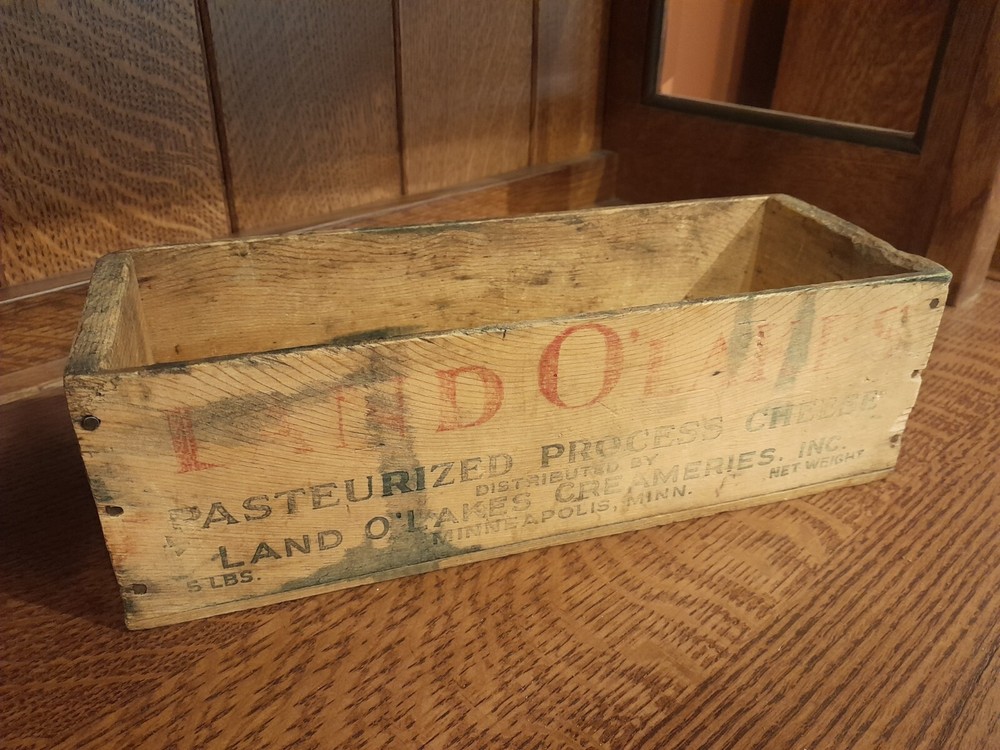 LAND O'LAKES
PASTEURIZED PROCESS CHEESE
DISTRIBUTED BY
LAND O'LAKES CREAMERIES, INC.
MINNEAPOLIS, MINN.
5 LBS. NET WEIGHT